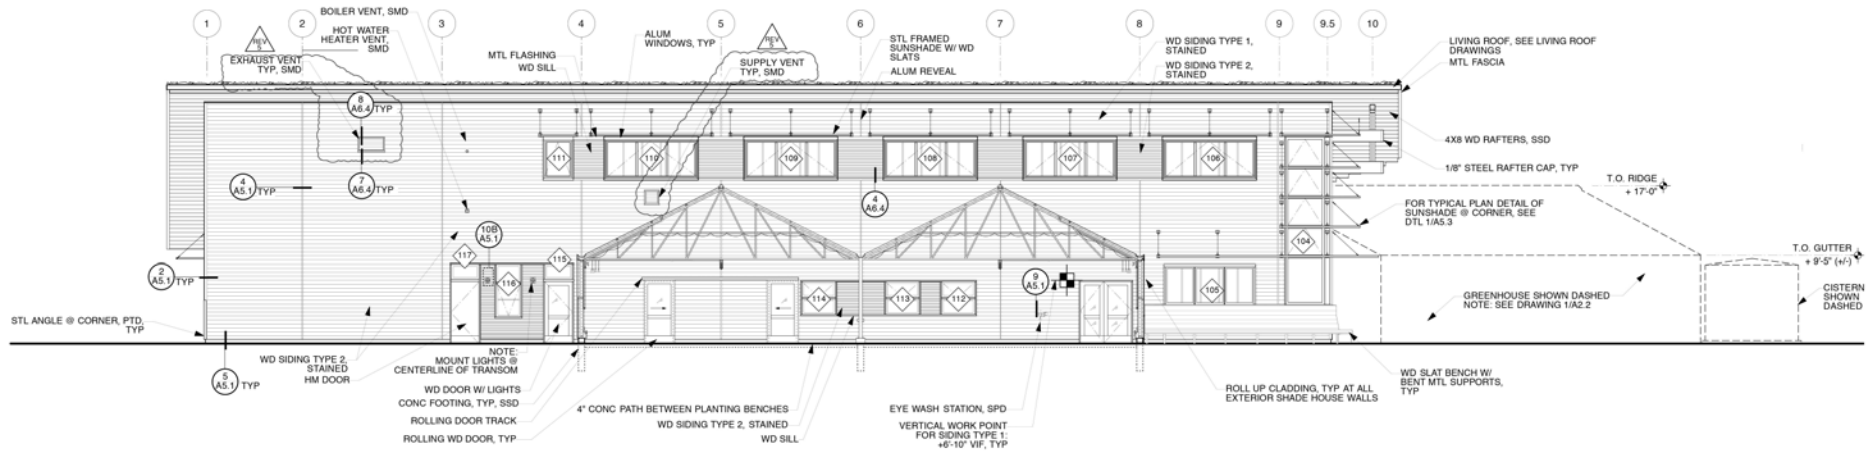 1
2
3
4
5
6
7
8
9
9.5
10
BOILER VENT, SMD
HOT WATER
HEATER VENT,
SMD
REV
5
EXHAUST VENT
TYP, SMD
MTL FLASHING
WD SILL
ALUM
WINDOWS, TYP
REV
5
SUPPLY VENT
TYP, SMD
STL FRAMED
SUNSHADE W/ WD
SLATS
ALUM REVEAL
WD SIDING TYPE 1,
STAINED
WD SIDING TYPE 2,
STAINED
LIVING ROOF, SEE LIVING ROOF
DRAWINGS
MTL FASCIA
8
A6.4 TYP
7
A6.4 TYP
4
A5.1 TYP
111
110
109
108
107
106
4
A6.4
4X8 WD RAFTERS, SSD
1/8" STEEL RAFTER CAP, TYP
T.O. RIDGE
+ 17'-0"
FOR TYPICAL PLAN DETAIL OF
SUNSHADE @ CORNER, SEE
DTL 1/A5.3
T.O. GUTTER
+ 9'-5" (+/-)
10B
A5.1
117
115
116
104
2
A5.1 TYP
9
A5.1
114
113
112
105
GREENHOUSE SHOWN DASHED
NOTE: SEE DRAWING 1/A2.2
CISTERN
SHOWN
DASHED
STL ANGLE @ CORNER, PTD,
TYP
5
A5.1 TYP
WD SIDING TYPE 2,
STAINED
HM DOOR
NOTE:
MOUNT LIGHTS @
CENTERLINE OF TRANSOM
WD DOOR W/ LIGHTS
CONC FOOTING, TYP, SSD
ROLLING DOOR TRACK
ROLLING WD DOOR, TYP
4" CONC PATH BETWEEN PLANTING BENCHES
WD SIDING TYPE 2, STAINED
WD SILL
EYE WASH STATION, SPD
VERTICAL WORK POINT
FOR SIDING TYPE 1:
+6'-10" VIF, TYP
ROLL UP CLADDING, TYP AT ALL
EXTERIOR SHADE HOUSE WALLS
WD SLAT BENCH W/
BENT MTL SUPPORTS,
TYP